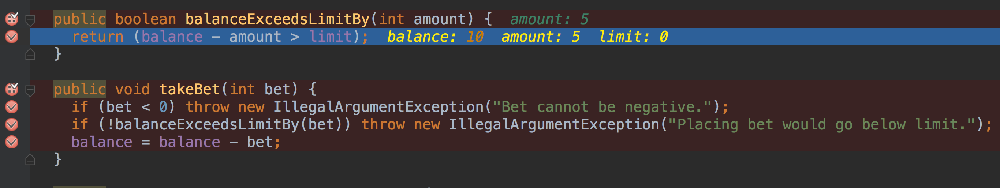 public boolean balanceExceedsLimitBy(int amount) {  amount: 5
return (balance - amount > limit);  balance: 10  amount: 5  limit: 0
}
public void takeBet(int bet) {
if (bet < 0) throw new IllegalArgumentException("Bet cannot be negative.");
if (!balanceExceedsLimitBy(bet)) throw new IllegalArgumentException("Placing bet would go below limit.");
balance = balance - bet;
}